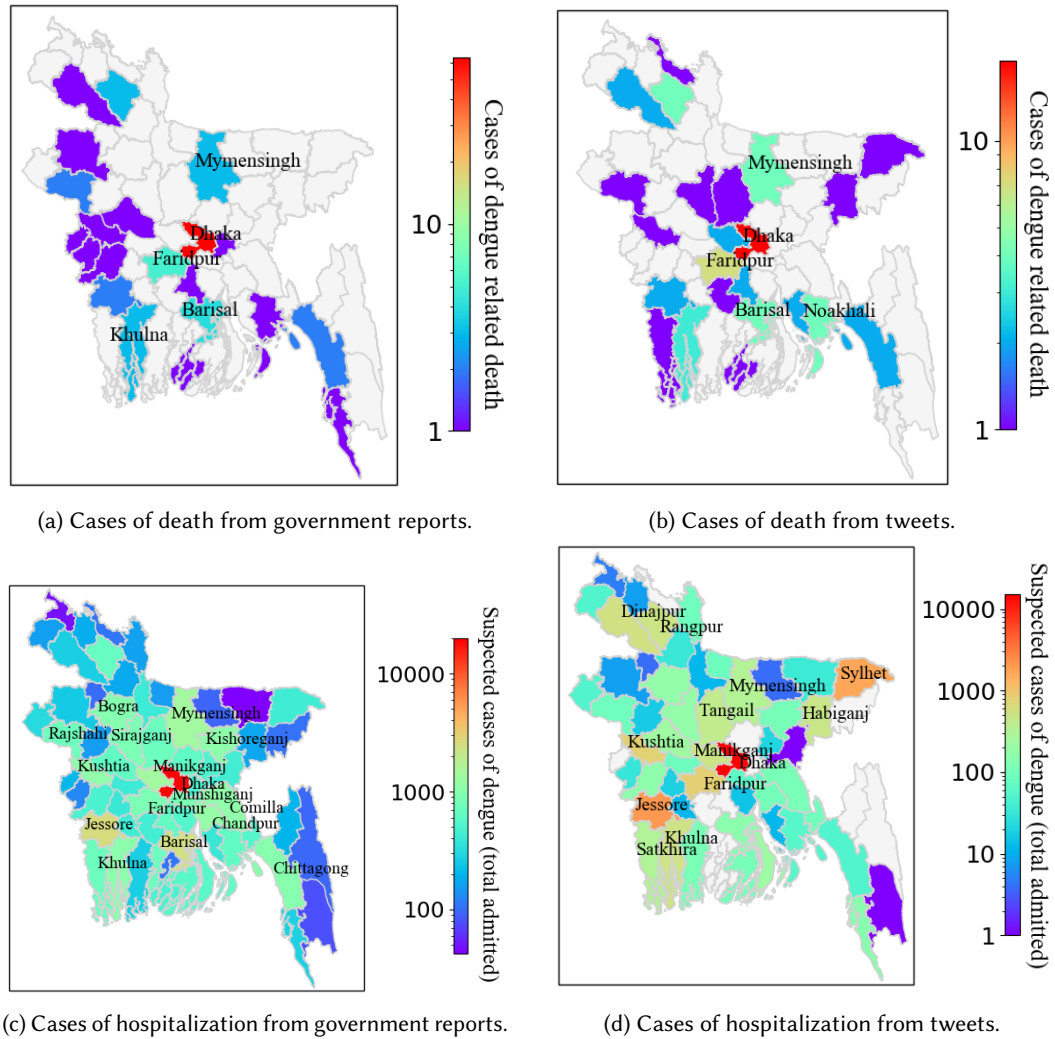 Mymensingh
Dhaka
Faridpur
Barisal
Khulna
10
1
Cases of dengue related death
Mymensingh
Dhaka
Faridpur
Barisal
Noakhali
10
1
Cases of dengue related death
(a) Cases of death from government reports.
(b) Cases of death from tweets.
Bogra
Mymensingh
Rajshahi
Sirajganj
Kishoreganj
Kushtia
Manikganj
Dhaka
Munshiganj
Faridpur
Comilla
Jessore
Chandpur
Barisal
Khulna
Chittagong
10000
1000
100
Suspected cases of dengue (total admitted)
Dinajpur
Rangpur
Sylhet
Mymensingh
Tangail
Habiganj
Kushtia
Manikganj
Dhaka
Faridpur
Jessore
Khulna
Satkhira
10000
1000
100
10
1
Suspected cases of dengue (total admitted)
(c) Cases of hospitalization from government reports.
(d) Cases of hospitalization from tweets.